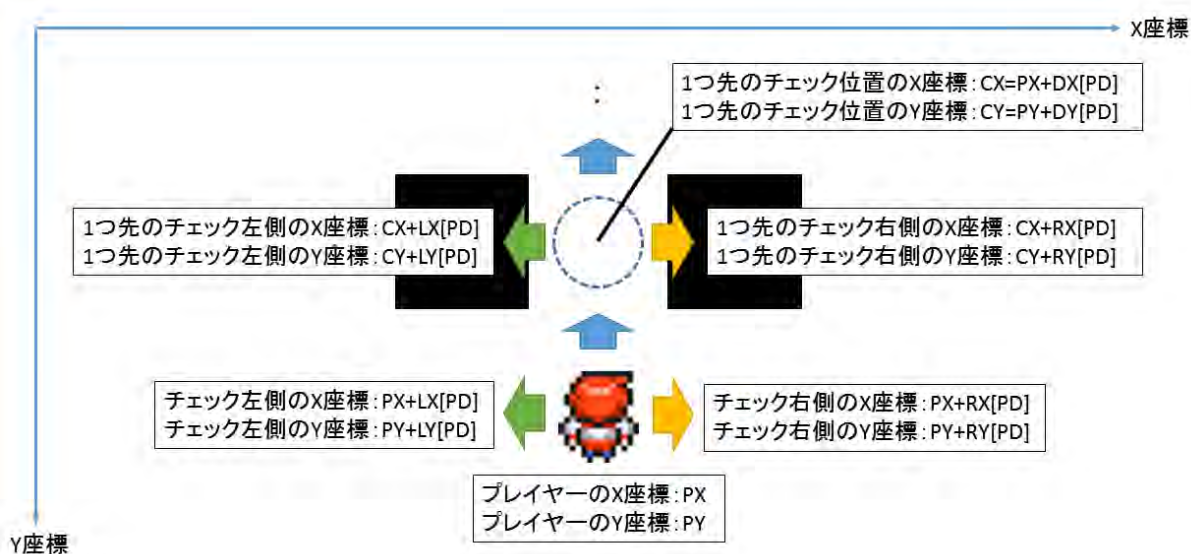 X座標
1つ先のチェック位置のX座標：CX=PX+DX[PD]
1つ先のチェック位置のY座標：CY=PY+DY[PD]
1つ先のチェック左側のX座標：CX+LX[PD]
1つ先のチェック左側のY座標：CY+LY[PD]
1つ先のチェック右側のX座標：CX+RX[PD]
1つ先のチェック右側のY座標：CY+RY[PD]
チェック左側のX座標：PX+LX[PD]
チェック左側のY座標：PY+LY[PD]
チェック右側のX座標：PX+RX[PD]
チェック右側のY座標：PY+RY[PD]
プレイヤーのX座標：PX
プレイヤーのY座標：PY
Y座標